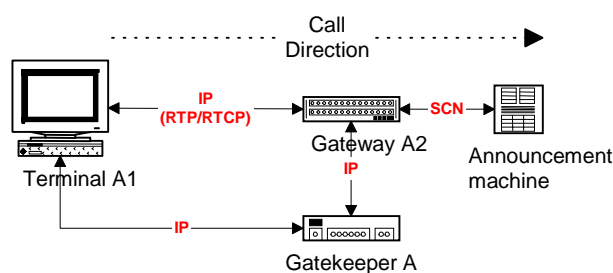 Call
Direction
IP
(RTP/RTCP)
SCN
Terminal A1
Gateway A2
Announcement
machine
IP
IP
Gatekeeper A